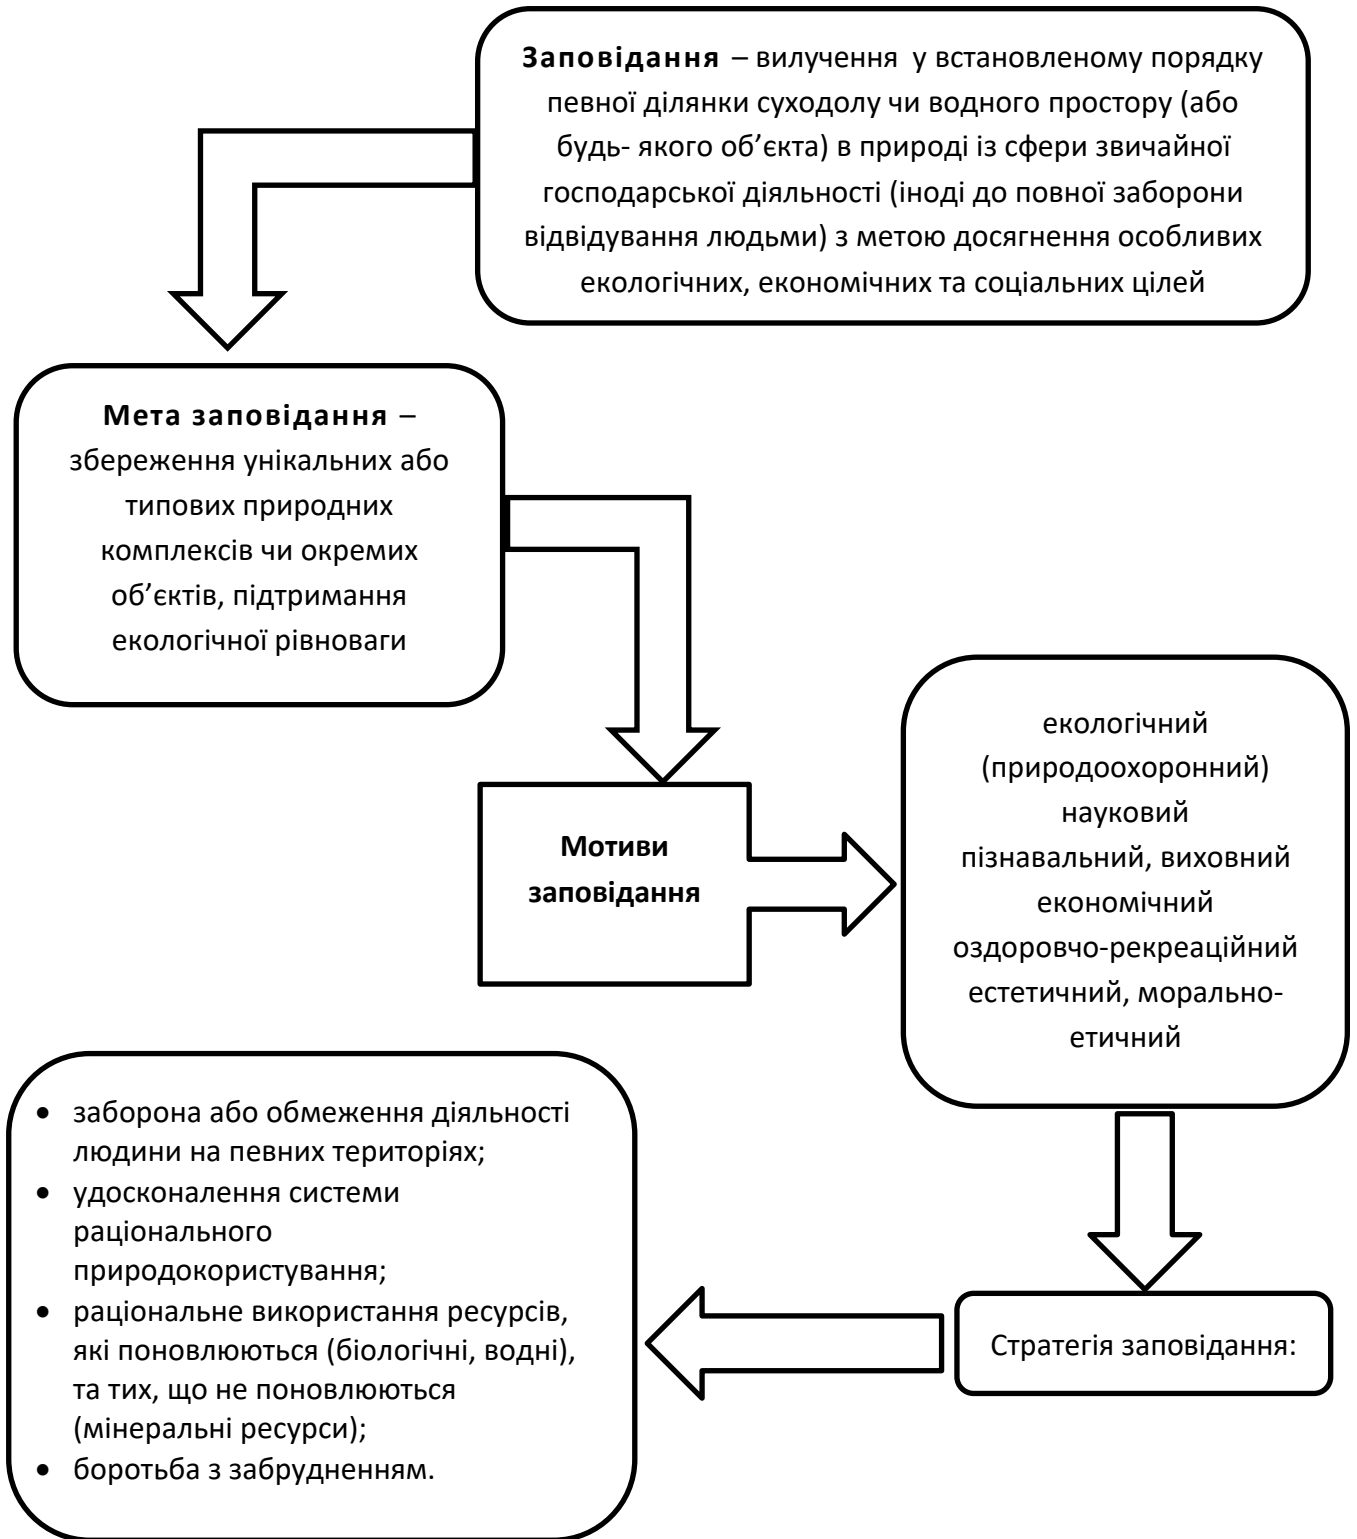 Заповідання – вилучення у встановленому порядку
певної ділянки суходолу чи водного простору (або
будь- якого об’єкта) в природі із сфери звичайної
господарської діяльності (іноді до повної заборони
відвідування людьми) з метою досягнення особливих
екологічних, економічних та соціальних цілей
Мета заповідання –
збереження унікальних або
типових природних
комплексів чи окремих
об’єктів, підтримання
екологічної рівноваги
Мотиви
заповідання
екологічний
(природоохоронний)
науковий
пізнавальний, виховний
економічний
оздоровчо-рекреаційний
естетичний, морально-
етичний
Стратегія заповідання:
• заборона або обмеження діяльності
людини на певних територіях;
• удосконалення системи
раціонального
природокористування;
• раціональне використання ресурсів,
які поновлюються (біологічні, водні),
та тих, що не поновлюються
(мінеральні ресурси);
• боротьба з забрудненням.